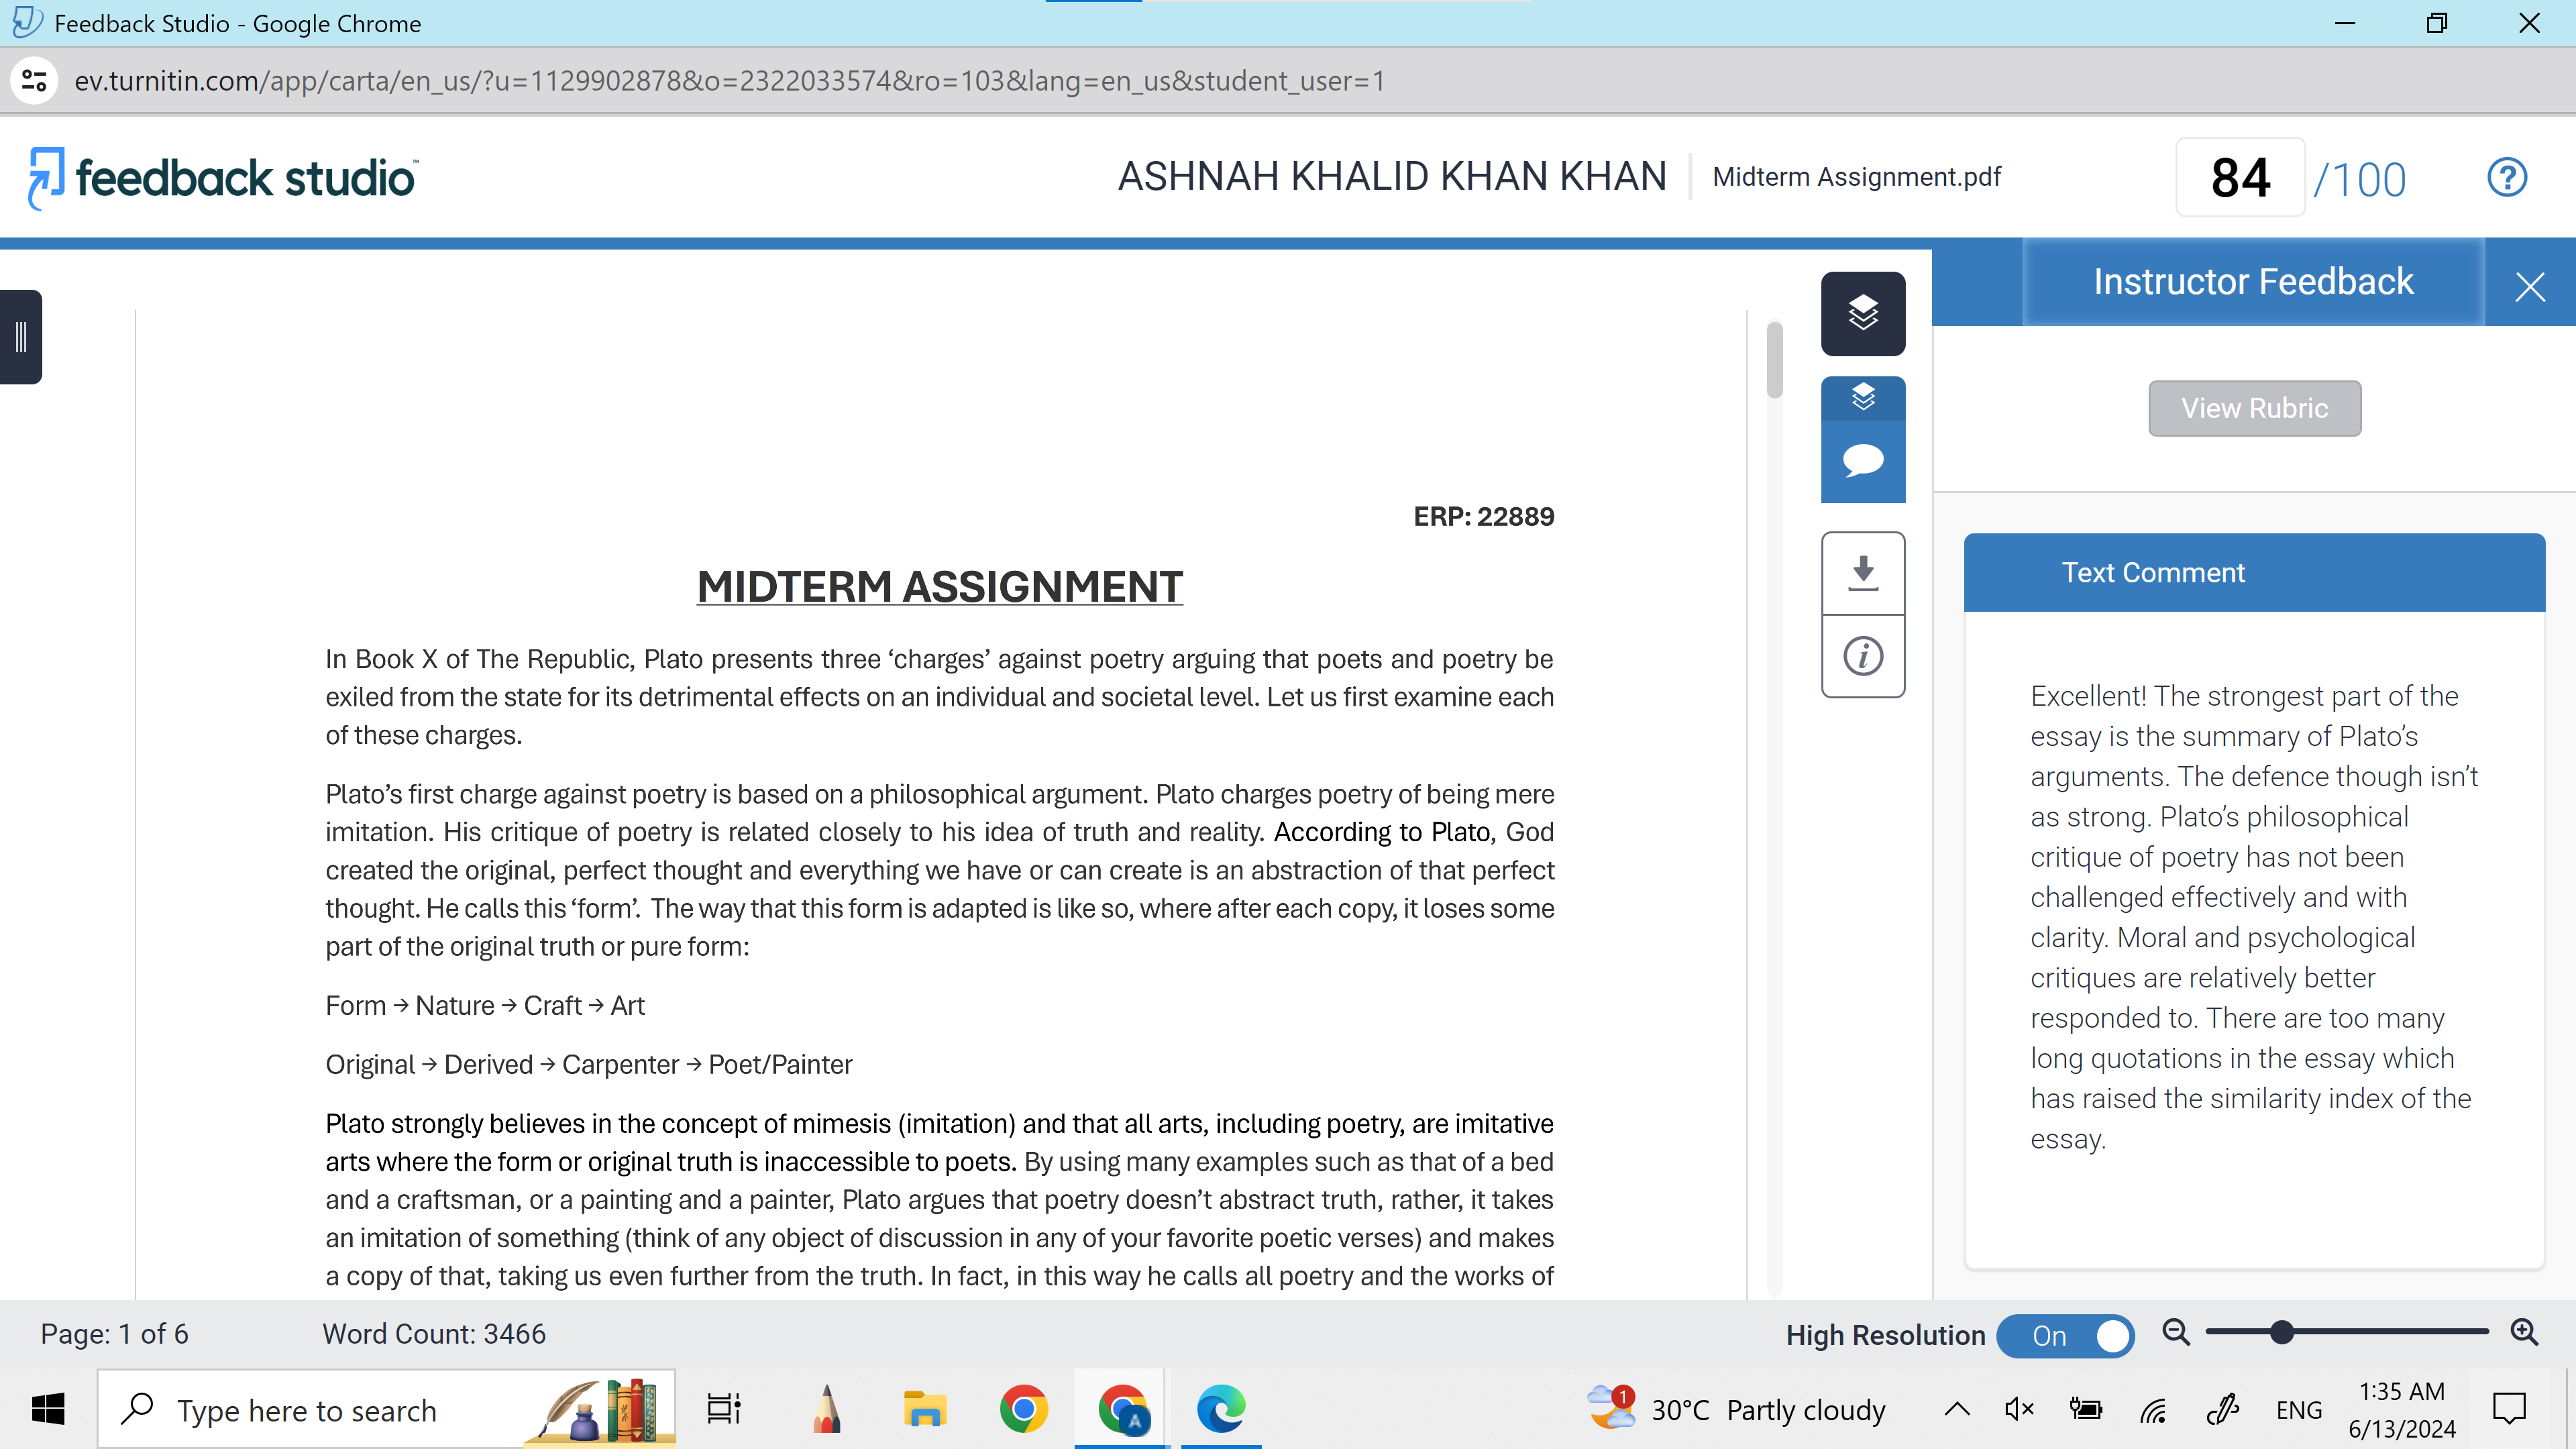 Feedback Studio - Google Chrome
ev.turnitin.com/app/carta/en_us/?u=1129902878&o=2322033574&ro=103&lang=en_us&student_user=1
feedback studio™
ASHNAH KHALID KHAN KHAN
Midterm Assignment.pdf
84 /100
?
Instructor Feedback
View Rubric
ERP: 22889
MIDTERM ASSIGNMENT
In Book X of The Republic, Plato presents three ‘charges’ against poetry arguing that poets and poetry be
exiled from the state for its detrimental effects on an individual and societal level. Let us first examine each
of these charges.
Plato’s first charge against poetry is based on a philosophical argument. Plato charges poetry of being mere
imitation. His critique of poetry is related closely to his idea of truth and reality. According to Plato, God
created the original, perfect thought and everything we have or can create is an abstraction of that perfect
thought. He calls this ‘form’. The way that this form is adapted is like so, where after each copy, it loses some
part of the original truth or pure form:
Form → Nature → Craft → Art
Original → Derived → Carpenter → Poet/Painter
Plato strongly believes in the concept of mimesis (imitation) and that all arts, including poetry, are imitative
arts where the form or original truth is inaccessible to poets. By using many examples such as that of a bed
and a craftsman, or a painting and a painter, Plato argues that poetry doesn’t abstract truth, rather, it takes
an imitation of something (think of any object of discussion in any of your favorite poetic verses) and makes
a copy of that, taking us even further from the truth. In fact, in this way he calls all poetry and the works of
i
Text Comment
Excellent! The strongest part of the
essay is the summary of Plato’s
arguments. The defence though isn’t
as strong. Plato’s philosophical
critique of poetry has not been
challenged effectively and with
clarity. Moral and psychological
critiques are relatively better
responded to. There are too many
long quotations in the essay which
has raised the similarity index of the
essay.
Page: 1 of 6
Word Count: 3466
High Resolution
On
Type here to search
A
1
30°C Partly cloudy
ENG
1:35 AM
6/13/2024